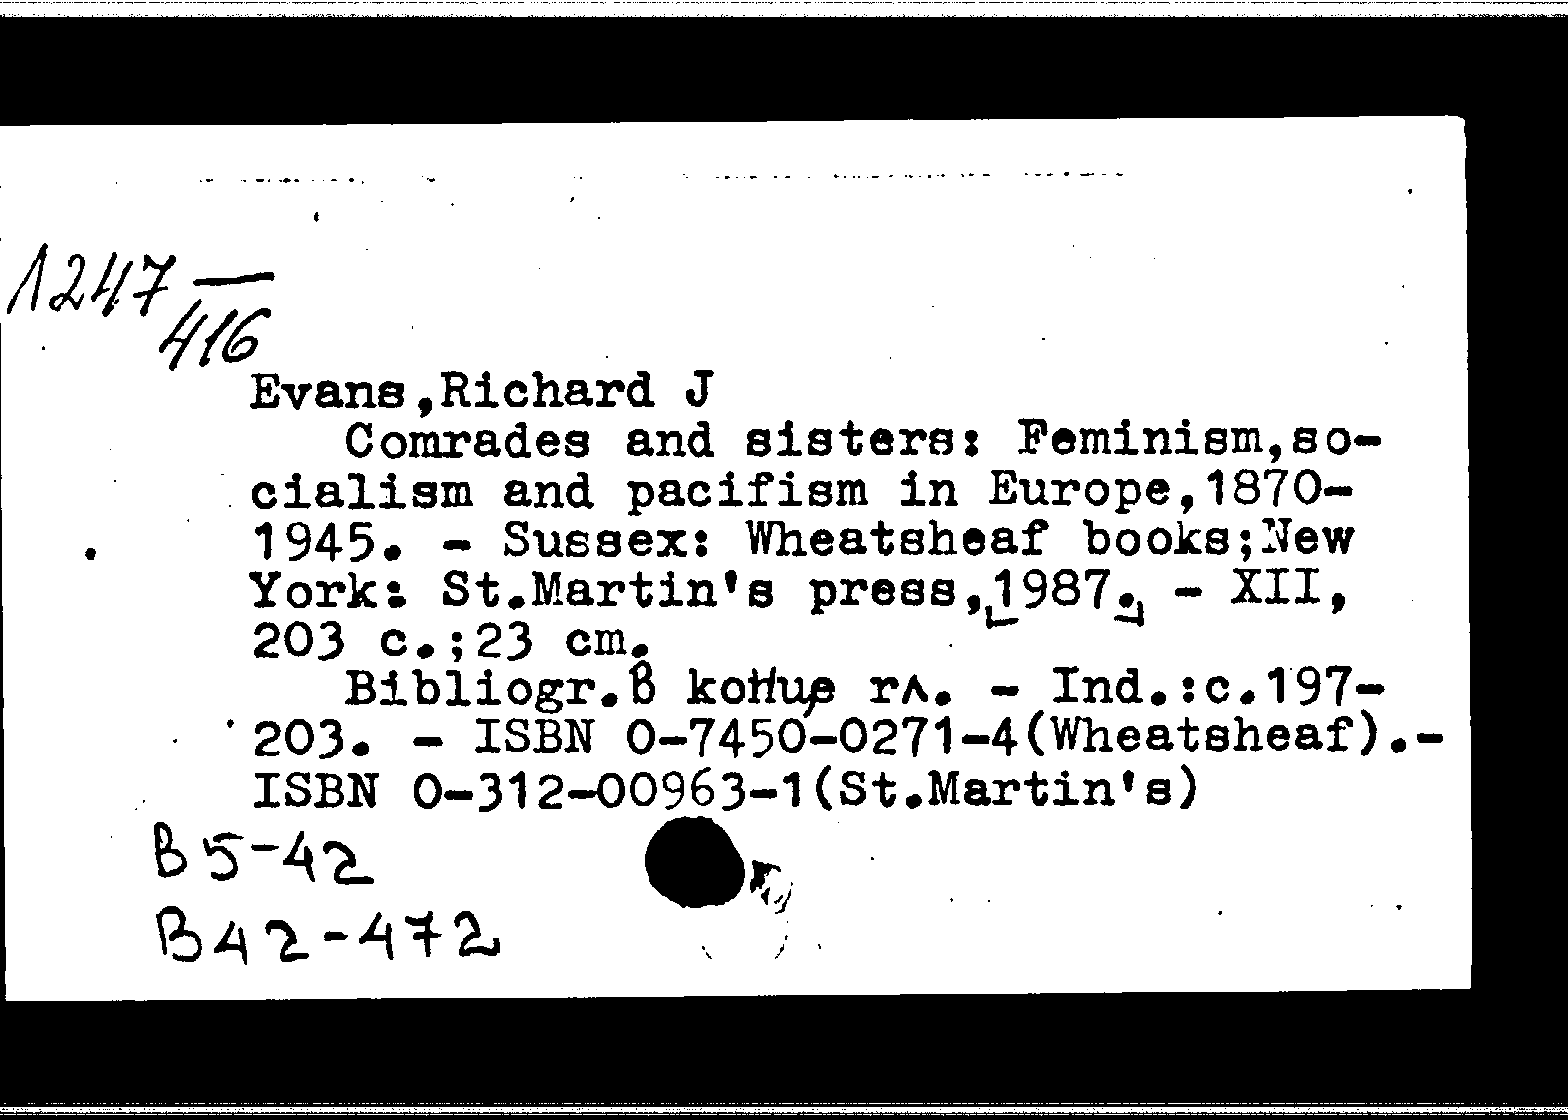 1247 —
416
Evans,Richard J
Comrades and sisters: Feminism,so-
cialism and pacifism in Europe,1870-
1945. - Sussex: Wheatsheaf books;New
York: St.Martin's press,[1987.] - XII,
203 c.;23 cm.
Bibliogr.в конце гл. - Ind.:c.197-
203. - ISBN 0-7450-0271-4(Wheatsheaf).-
ISBN 0-312-00963-1(St.Martin's)
B 5-42
B42-472